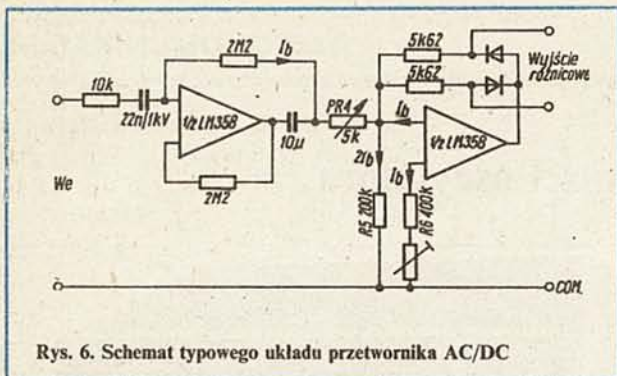 2M2
Ib
10k
22n/1kV
1/2 LM358
10μ
2M2
We
PR4
5k
5k62
5k62
Wyjście
różnicowe
Ib
1/2 LM358
2Ib
Ib
R5 200k
R6 400k
COM.
Rys. 6. Schemat typowego układu przetwornika AC/DC